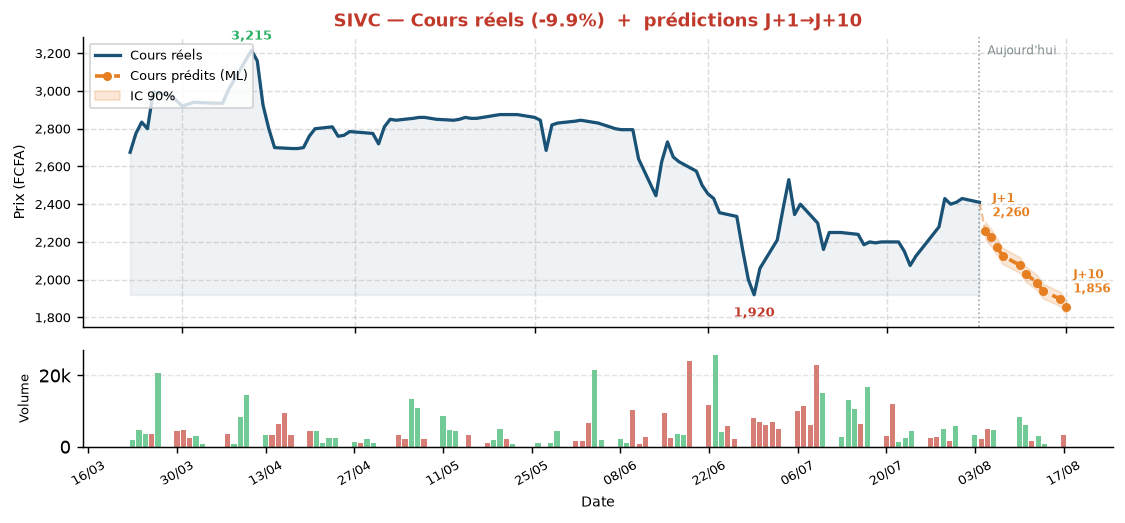 SIVC — Cours réels (-9.9%)  +  prédictions J+1→J+10
3,215
Cours réels
Cours prédits (ML)
IC 90%
Aujourd'hui
3,200
3,000
2,800
2,600
2,400
2,200
2,000
1,800
Prix (FCFA)
J+1
2,260
J+10
1,856
1,920
20k
0
Volume
16/03
30/03
13/04
27/04
11/05
25/05
08/06
22/06
06/07
20/07
03/08
17/08
Date